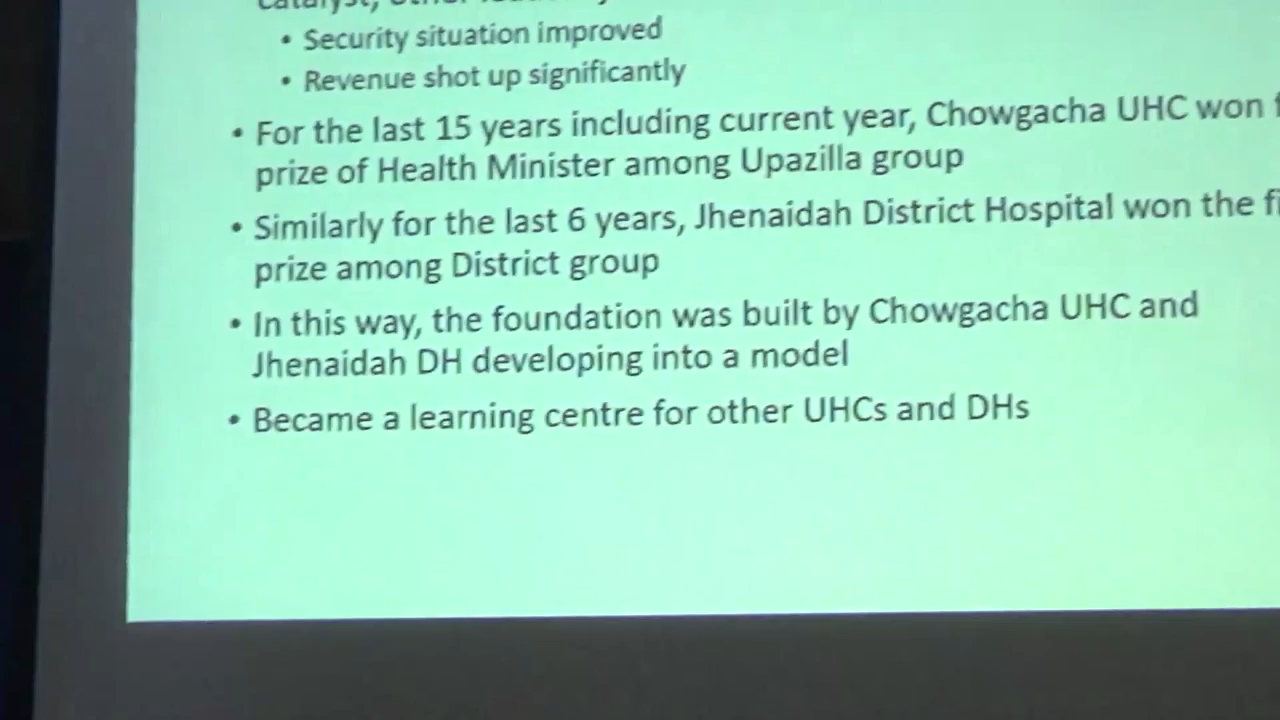 • Security situation improved
• Revenue shot up significantly
• For the last 15 years including current year, Chowgacha UHC won
prize of Health Minister among Upazilla group
• Similarly for the last 6 years, Jhenaidah District Hospital won the
prize among District group
• In this way, the foundation was built by Chowgacha UHC and
Jhenaidah DH developing into a model
• Became a learning centre for other UHCs and DHs